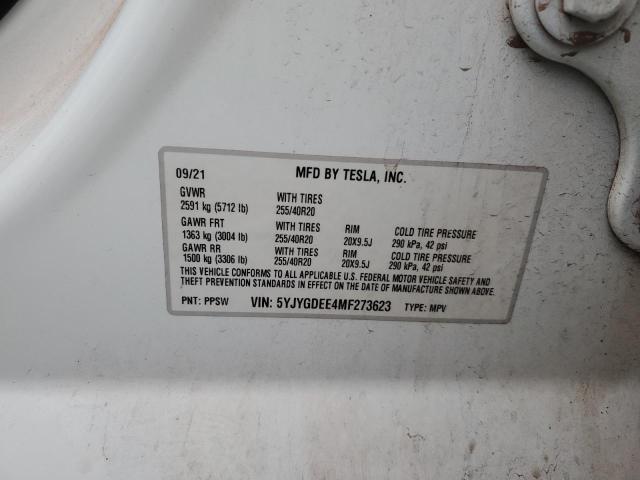 09/21 MFD BY TESLA, INC.
GVWR WITH TIRES
2591 kg (5712 lb) 255/40R20
GAWR FRT WITH TIRES RIM COLD TIRE PRESSURE
1363 kg (3004 lb) 255/40R20 20X9.5J 290 kPa, 42 psi
GAWR RR WITH TIRES RIM COLD TIRE PRESSURE
1500 kg (3306 lb) 255/40R20 20X9.5J 290 kPa, 42 psi
THIS VEHICLE CONFORMS TO ALL APPLICABLE U.S. FEDERAL MOTOR VEHICLE SAFETY AND
THEFT PREVENTION STANDARDS IN EFFECT ON THE DATE OF MANUFACTURE SHOWN ABOVE.
PNT: PPSW VIN: 5YJYGDEE4MF273623 TYPE: MPV